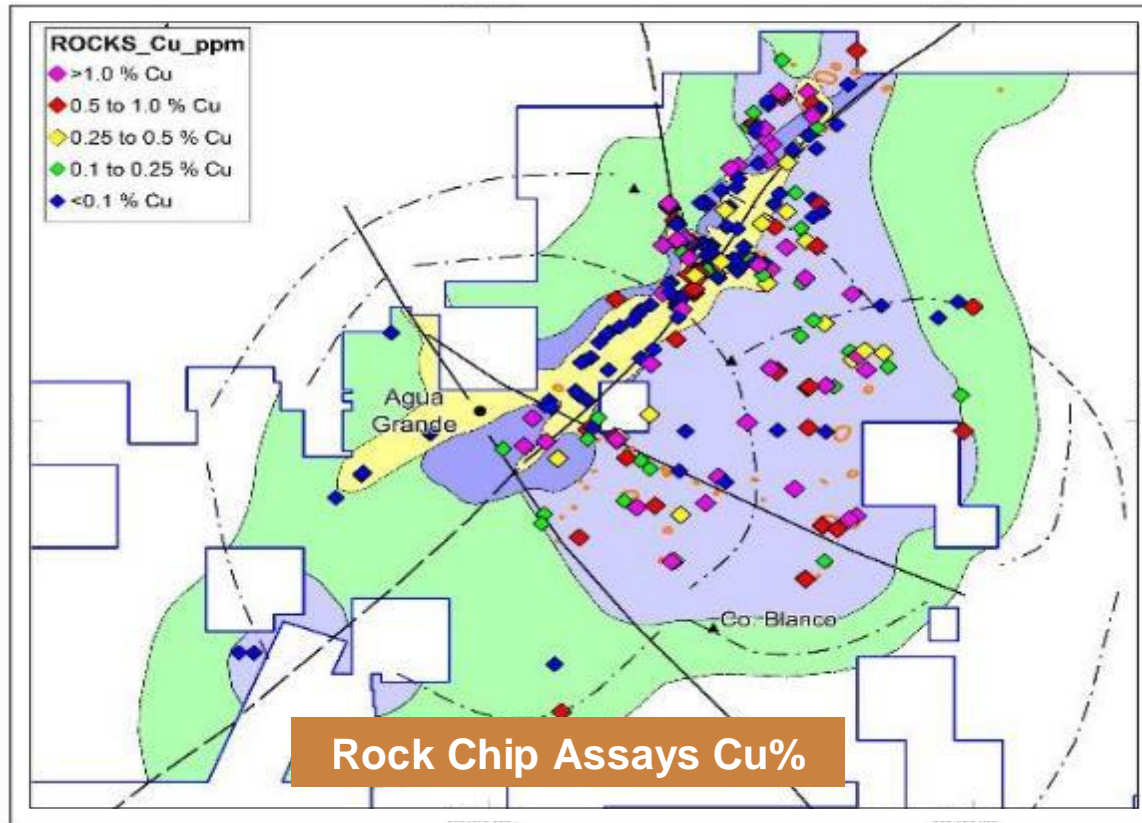 ROCKS_Cu_ppm
>1.0 % Cu
0.5 to 1.0 % Cu
0.25 to 0.5 % Cu
0.1 to 0.25 % Cu
<0.1 % Cu
Agua
Grande
Co. Blanco
Rock Chip Assays Cu%